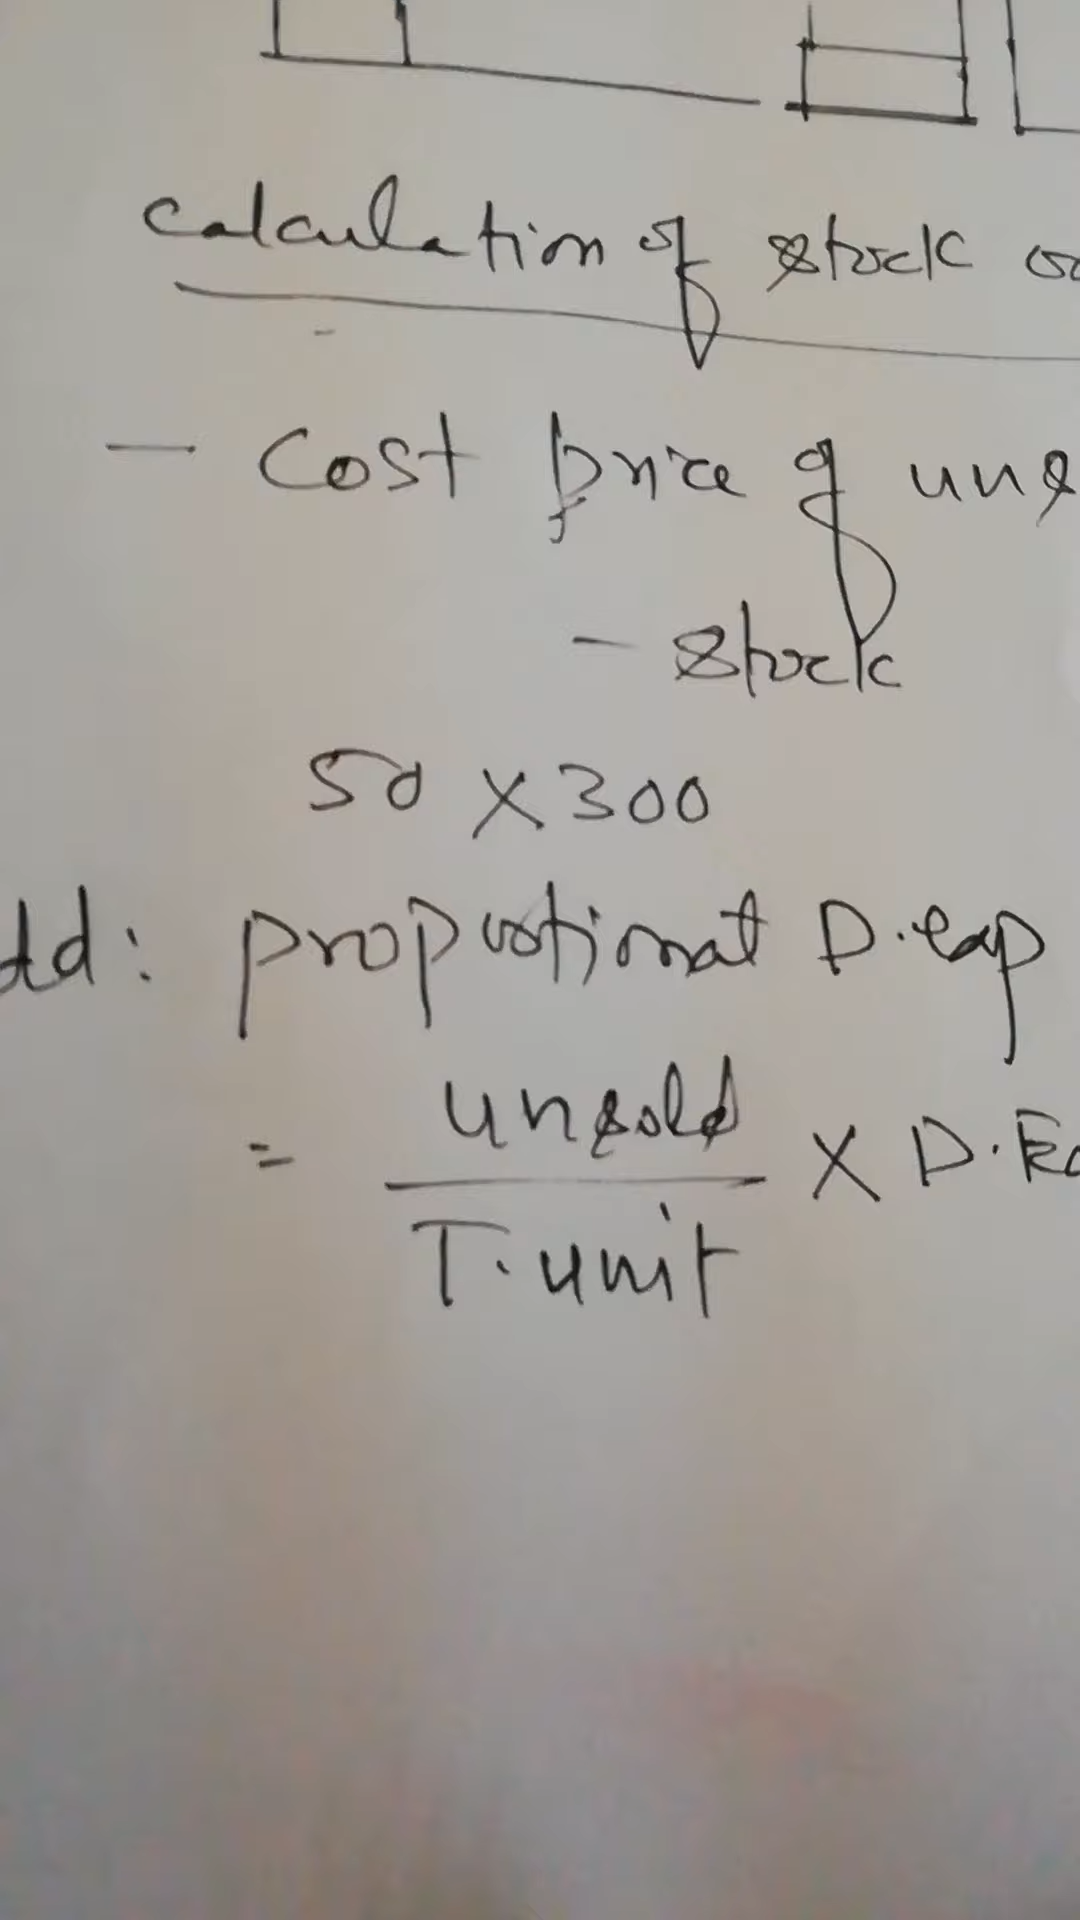 calculation of stock
- Cost price of uns
- stock
50 X 300
dd: proportional D.exp
= unsold
T.unit
X D.E